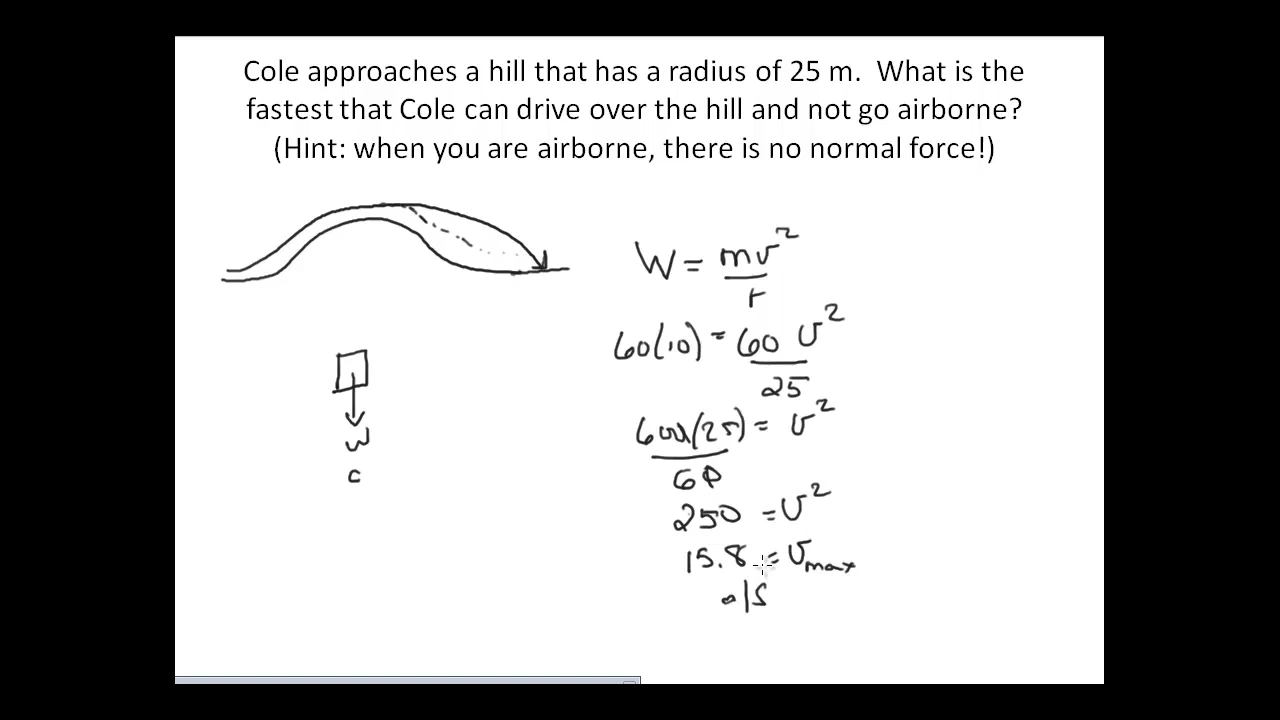 Cole approaches a hill that has a radius of 25 m. What is the
fastest that Cole can drive over the hill and not go airborne?
(Hint: when you are airborne, there is no normal force!)
W = mv²
r
60(10) = 60 v²
25
600(25) = v²
60
250 = v²
15.8 = vmax
m/s
W
c